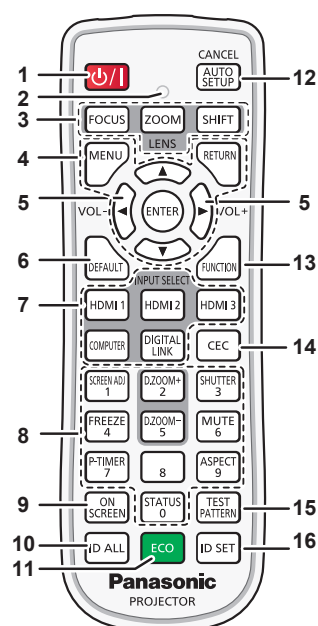 CANCEL
1 ⏻/| AUTO SETUP 12
2
3 FOCUS ZOOM SHIFT
LENS
4 MENU RETURN
5 VOL- ◀ ▲ ENTER ▼ ▶ VOL+ 5
6 DEFAULT FUNCTION 13
INPUT SELECT
7 HDMI 1 HDMI 2 HDMI 3
COMPUTER DIGITAL LINK CEC 14
SCREEN ADJ 1 D.ZOOM+ 2 SHUTTER 3
8 FREEZE 4 D.ZOOM- 5 MUTE 6
P-TIMER 7 8 ASPECT 9
9 ON SCREEN STATUS 0 TEST PATTERN 15
10 ID ALL ECO ID SET 16
11
Panasonic
PROJECTOR